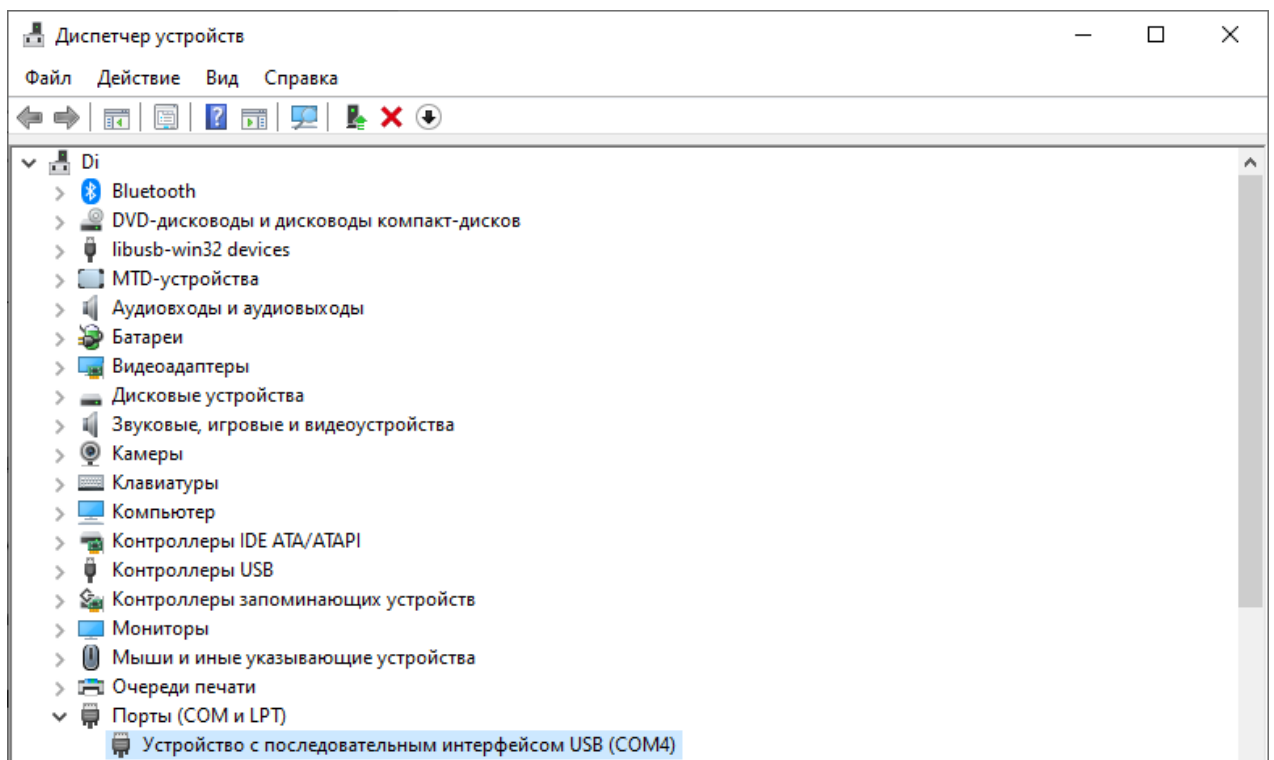 Диспетчер устройств
Файл Действие Вид Справка
Di
Bluetooth
DVD-дисководы и дисководы компакт-дисков
libusb-win32 devices
MTD-устройства
Аудиовходы и аудиовыходы
Батареи
Видеоадаптеры
Дисковые устройства
Звуковые, игровые и видеоустройства
Камеры
Клавиатуры
Компьютер
Контроллеры IDE ATA/ATAPI
Контроллеры USB
Контроллеры запоминающих устройств
Мониторы
Мыши и иные указывающие устройства
Очереди печати
Порты (COM и LPT)
Устройство с последовательным интерфейсом USB (COM4)